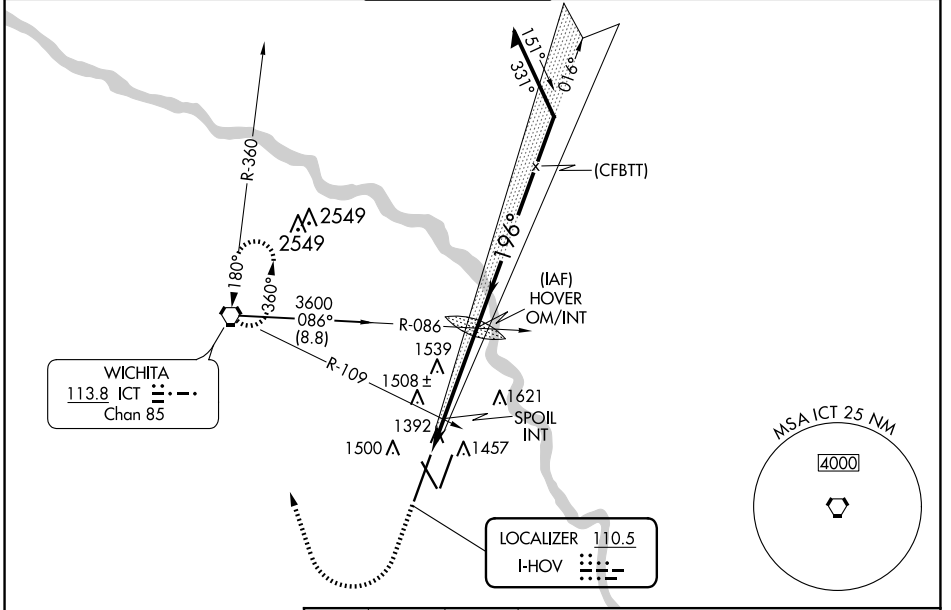 151°
331°
016°
(CFBTT)
R-360
2549
2549
196°
180°
360°
(IAF)
HOVER
OM/INT
3600
086°
(8.8)
R-086
R-109
1539
1508 ±
1621
SPOIL
INT
1392
1500
1457
WICHITA
113.8 ICT
Chan 85
MSA ICT 25 NM
4000
LOCALIZER 110.5
I-HOV